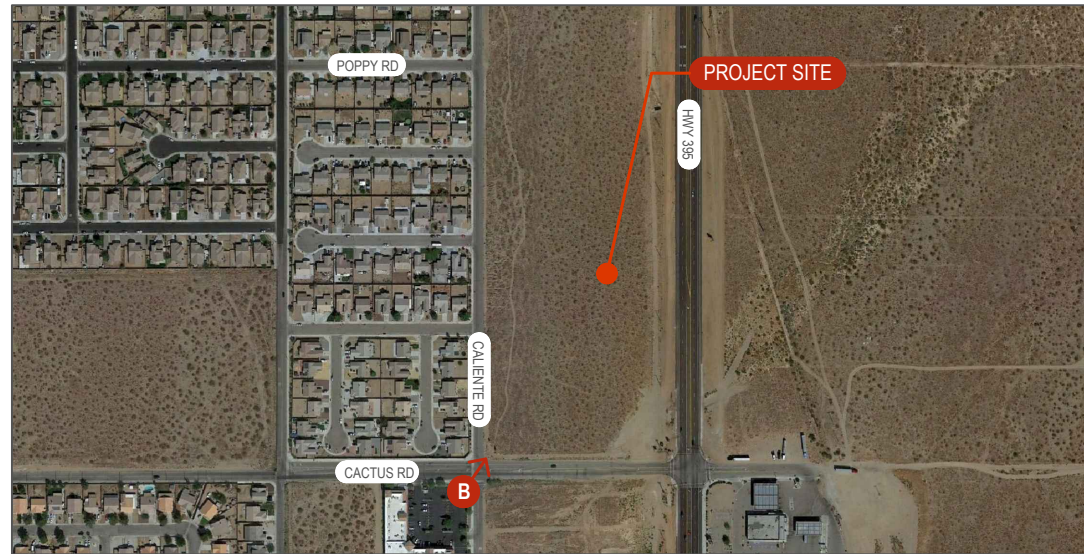 POPPY RD
PROJECT SITE
HWY 395
CALIENTE RD
CACTUS RD
B